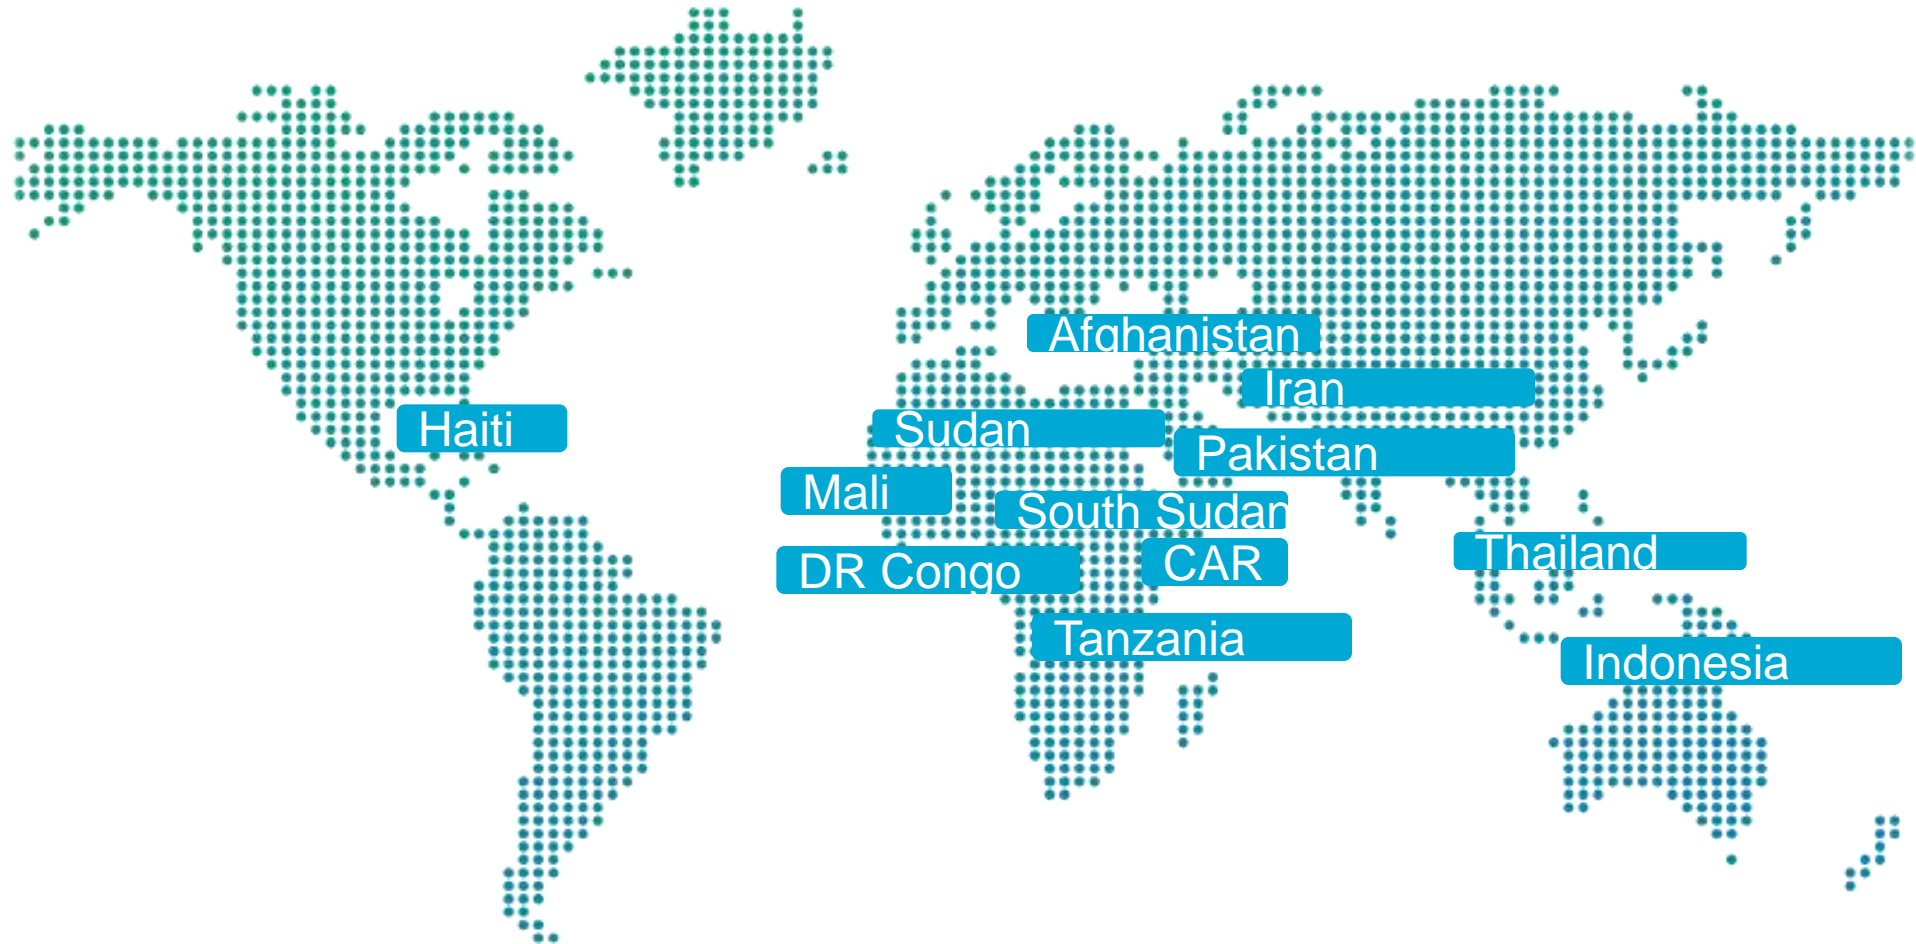 Afghanistan
Iran
Haiti
Sudan
Pakistan
Mali
South Sudan
Thailand
DR Congo
CAR
Tanzania
Indonesia